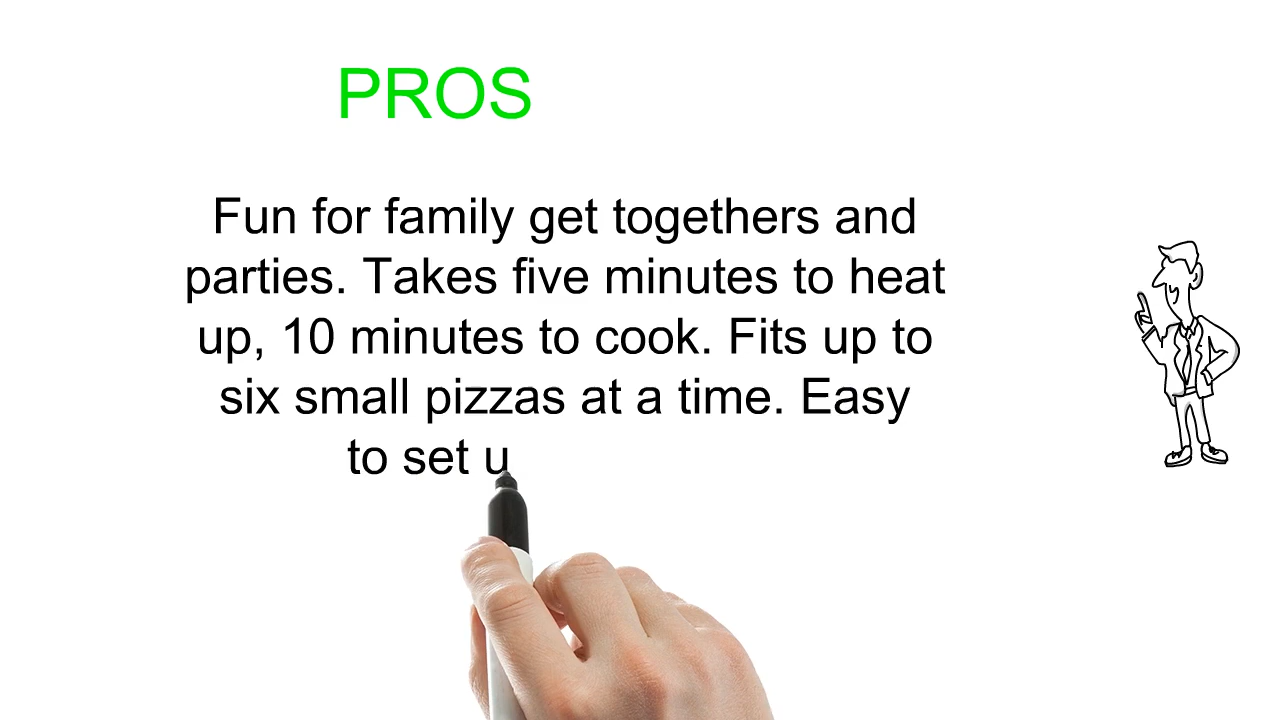 PROS
Fun for family get togethers and
parties. Takes five minutes to heat
up, 10 minutes to cook. Fits up to
six small pizzas at a time. Easy
to set u